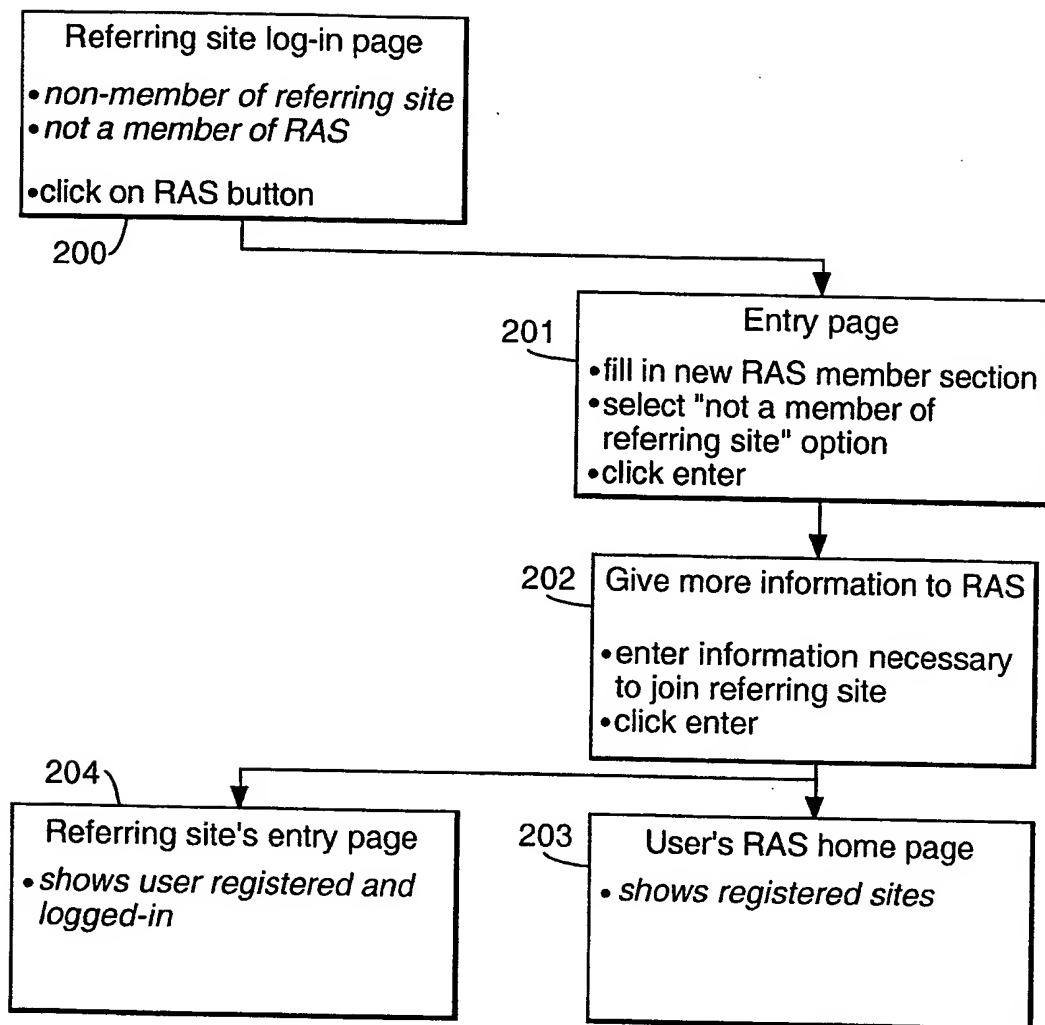 Referring site log-in page
•non-member of referring site
•not a member of RAS
•click on RAS button
200
201
Entry page
•fill in new RAS member section
•select "not a member of
referring site" option
•click enter
202
Give more information to RAS
•enter information necessary
to join referring site
•click enter
204
Referring site's entry page
•shows user registered and
logged-in
203
User's RAS home page
•shows registered sites